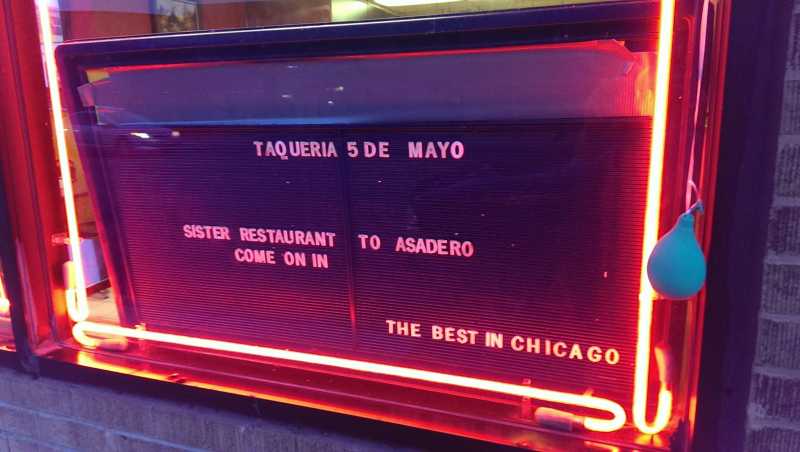 TAQUERIA 5 DE MAYO
SISTER RESTAURANT TO ASADERO
COME ON IN
THE BEST IN CHICAGO